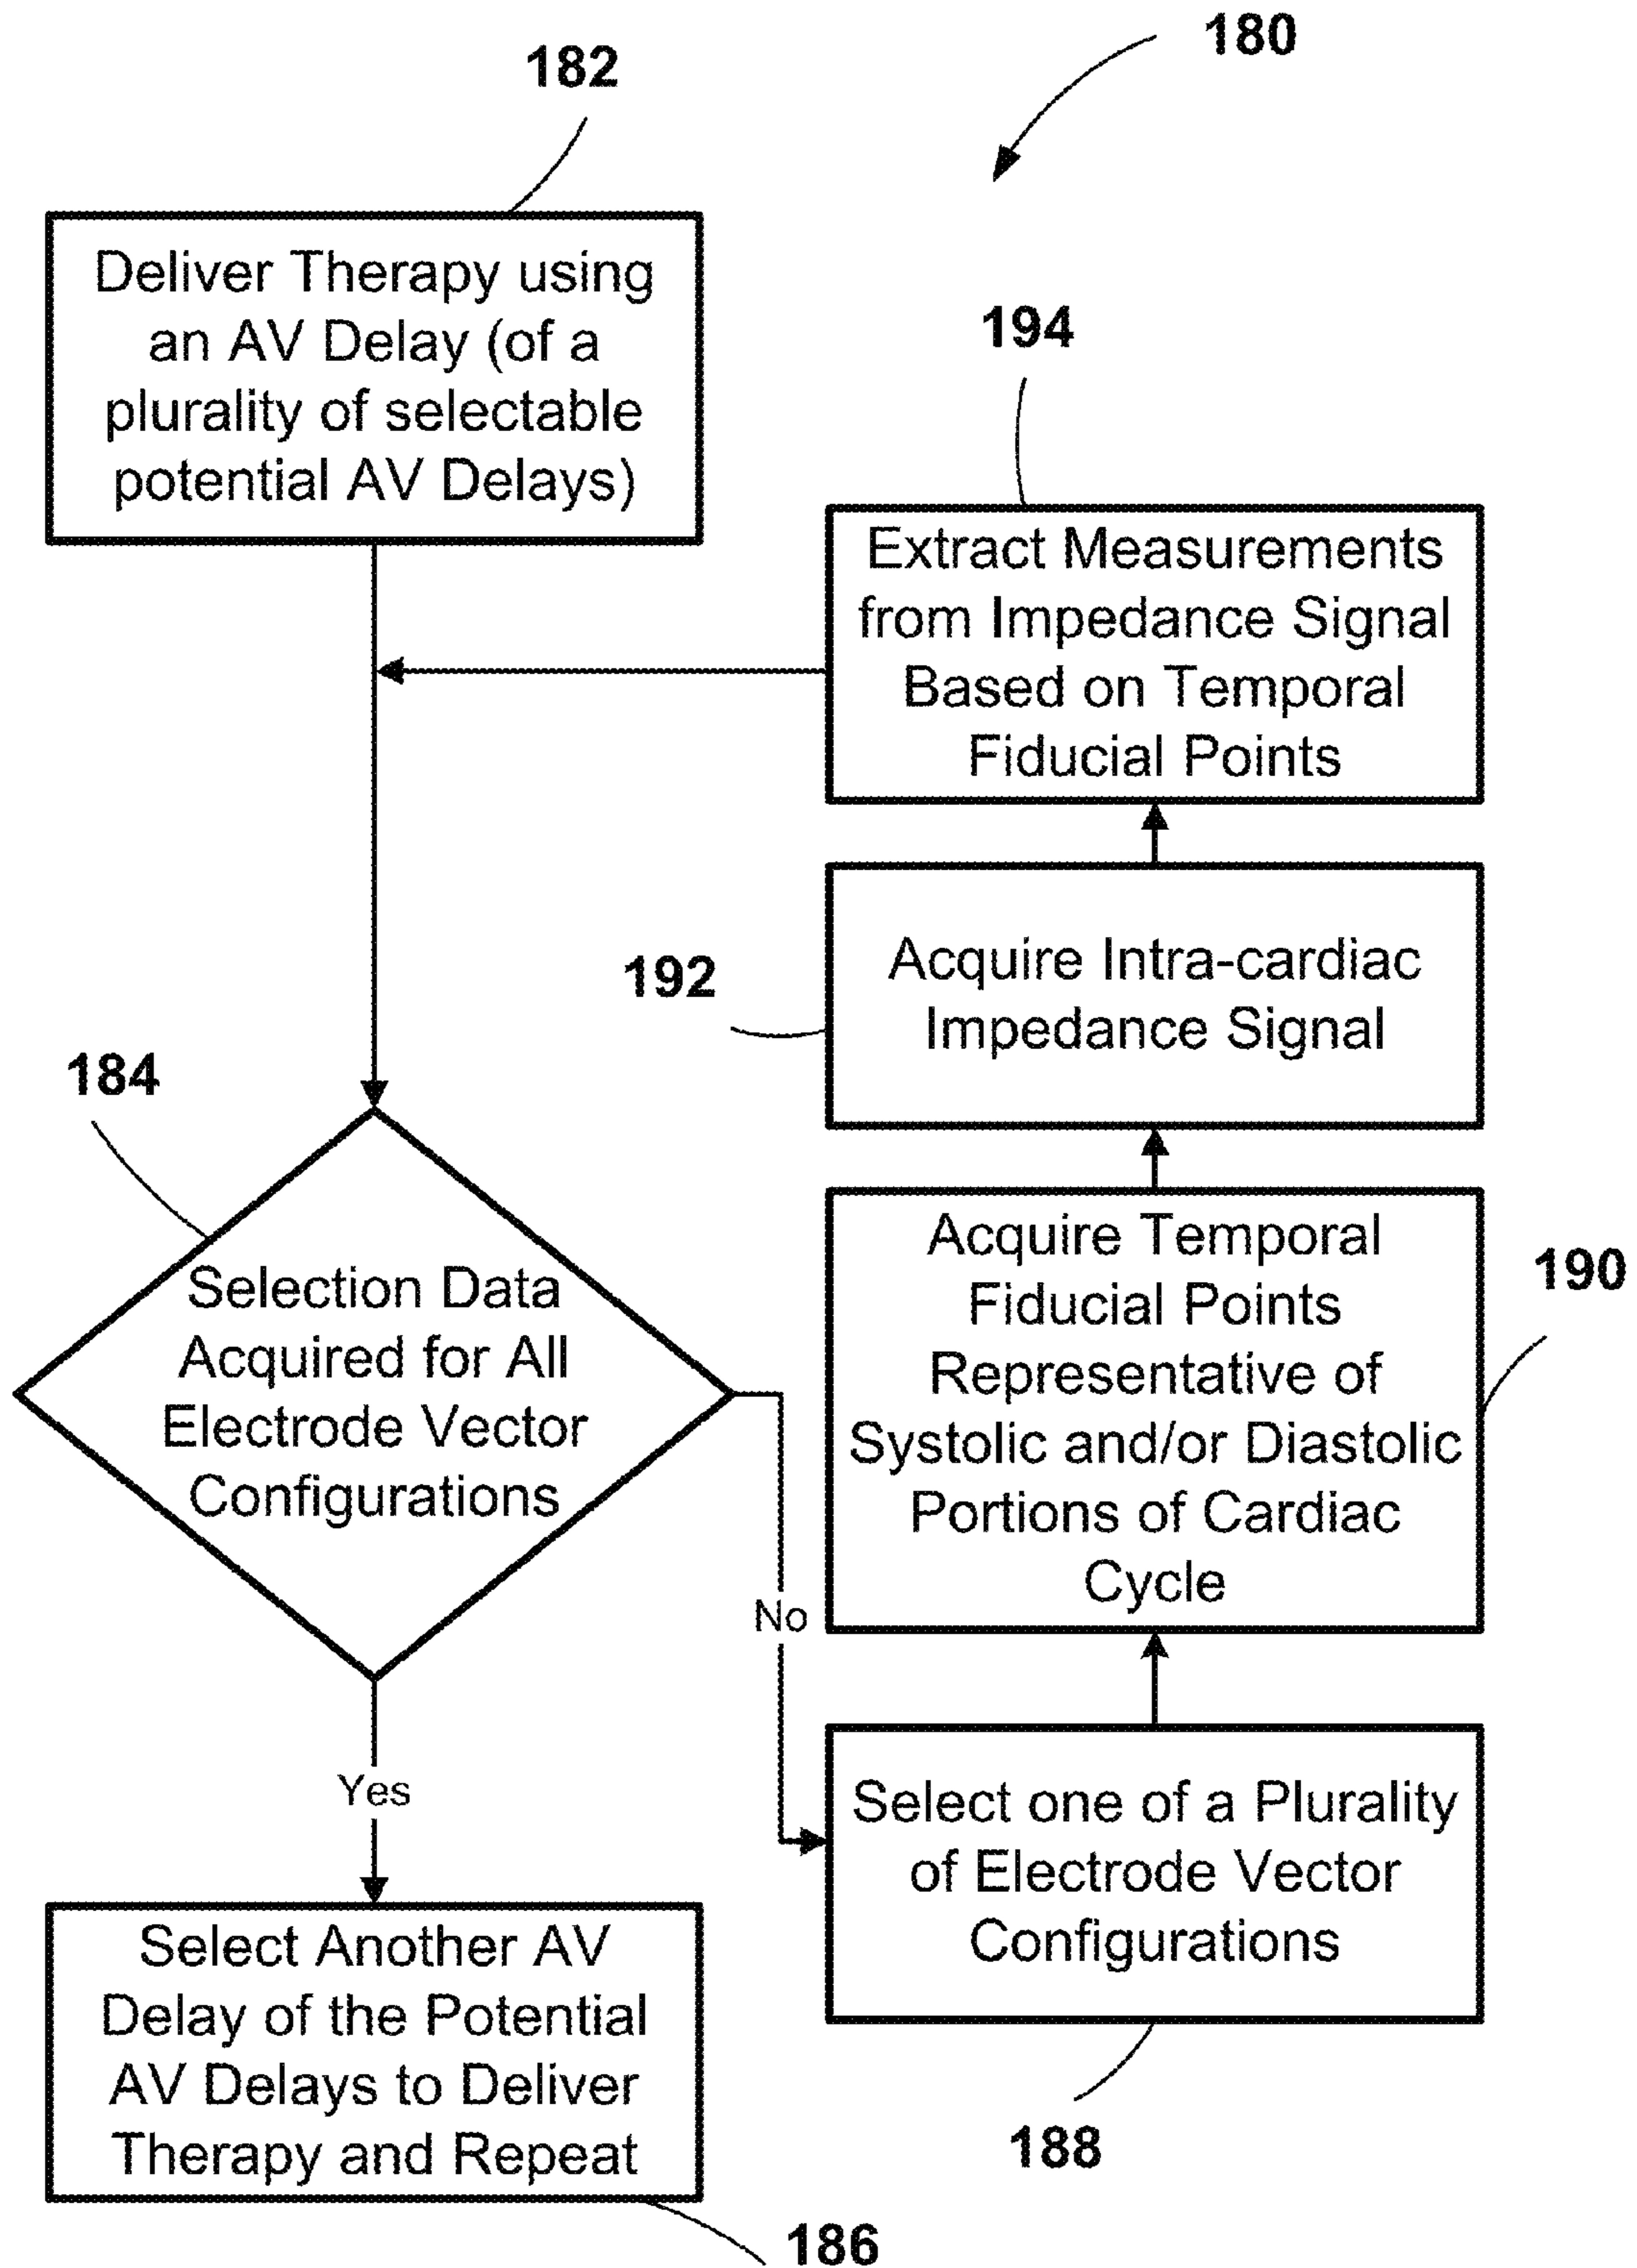 180
182
Deliver Therapy using
an AV Delay (of a
plurality of selectable
potential AV Delays)
194
Extract Measurements
from Impedance Signal
Based on Temporal
Fiducial Points
192
Acquire Intra-cardiac
Impedance Signal
184
Selection Data
Acquired for All
Electrode Vector
Configurations
190
Acquire Temporal
Fiducial Points
Representative of
Systolic and/or Diastolic
Portions of Cardiac
Cycle
No
Yes
Select one of a Plurality
of Electrode Vector
Configurations
188
Select Another AV
Delay of the Potential
AV Delays to Deliver
Therapy and Repeat
186